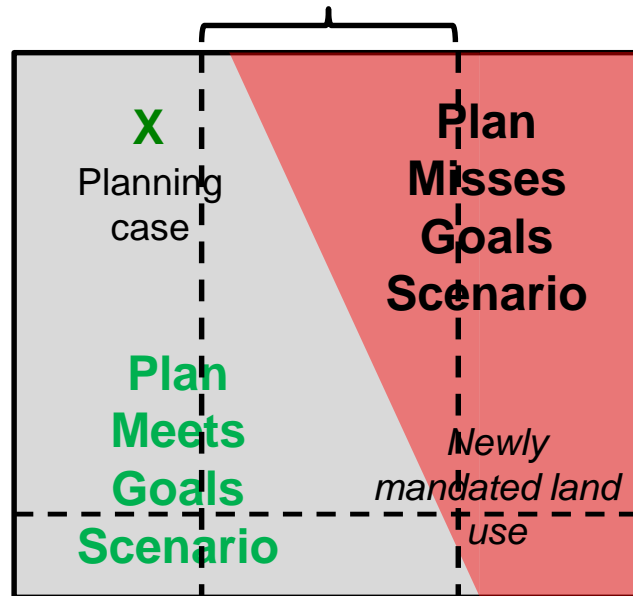 X
Planning
case
Plan
Misses
Goals
Scenario
Plan
Meets
Goals
Scenario
Newly
mandated land
use